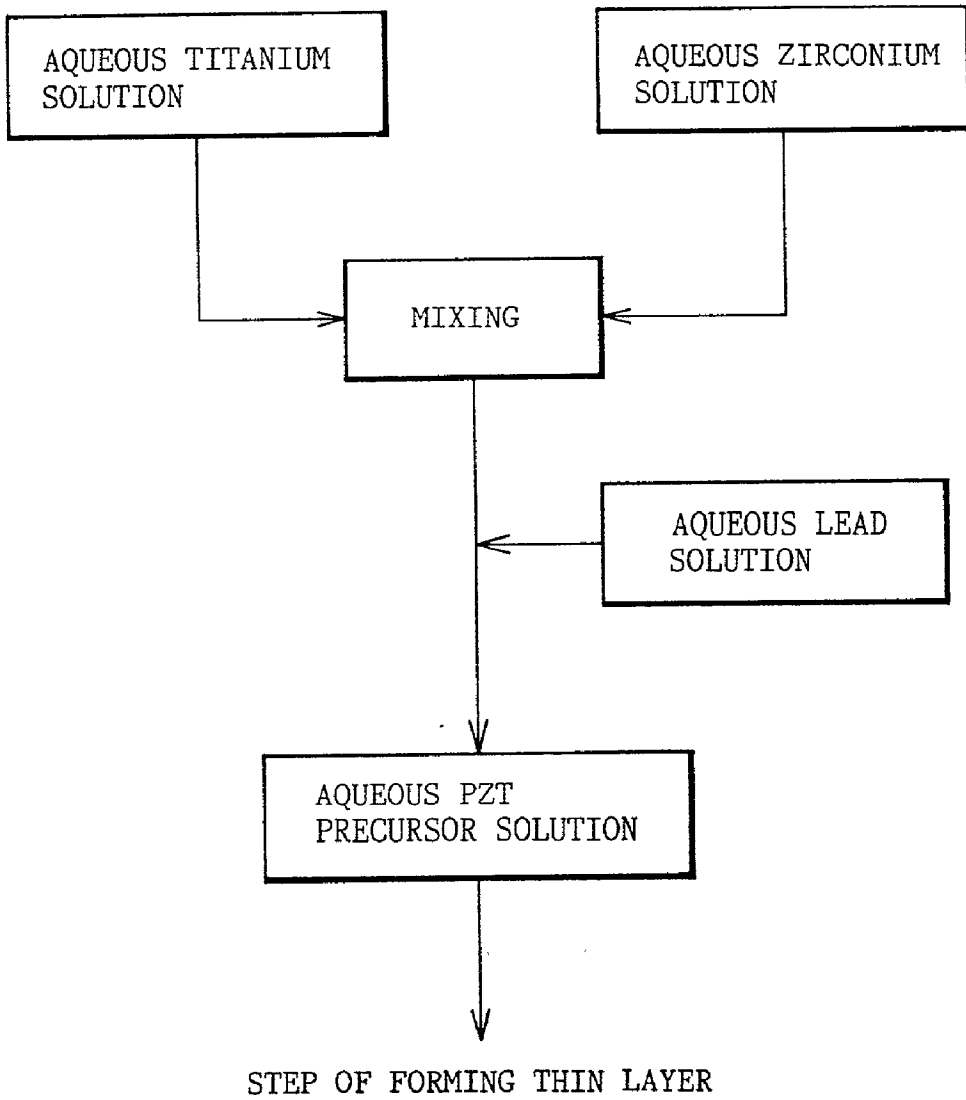 AQUEOUS TITANIUM
SOLUTION
AQUEOUS ZIRCONIUM
SOLUTION
MIXING
AQUEOUS LEAD
SOLUTION
AQUEOUS PZT
PRECURSOR SOLUTION
STEP OF FORMING THIN LAYER